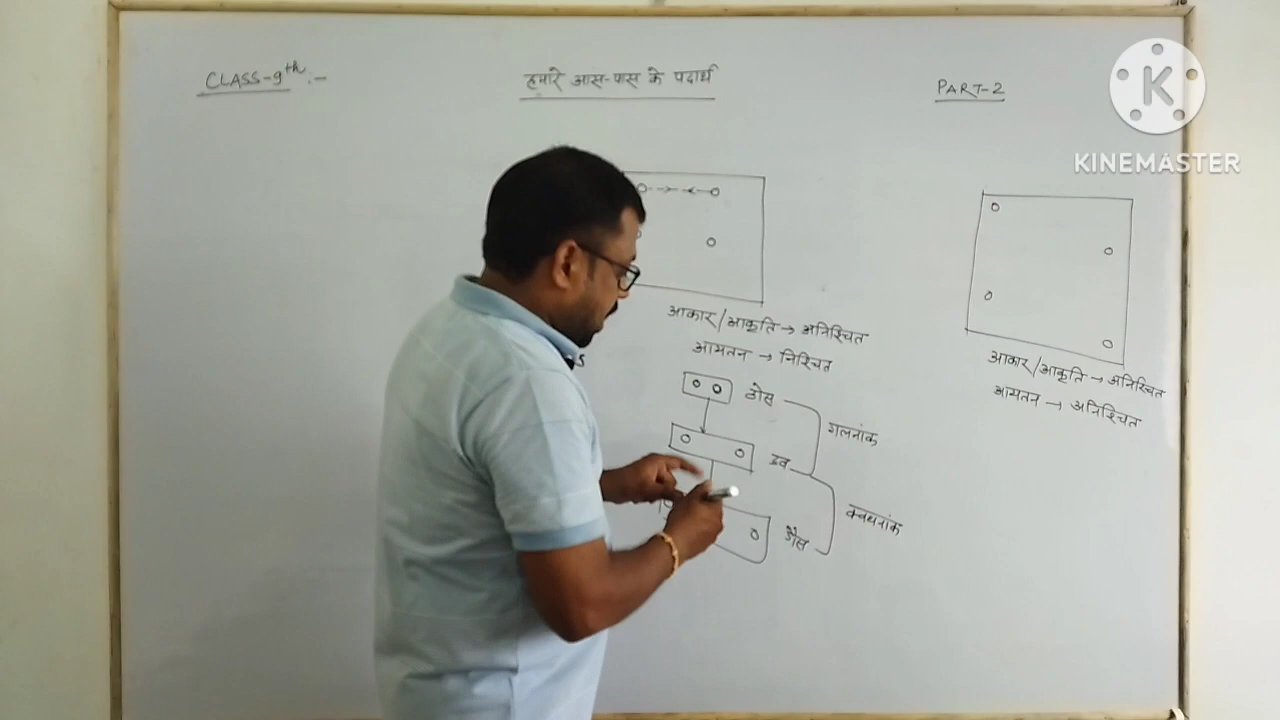 CLASS-9th:-
हमारे आस-पास के पदार्थ
PART-2
K
KINEMASTER
आकार/आकृति → अनिश्चित
आयतन → निश्चित
ठोस
गलनांक
द्रव
क्वथनांक
गैस
आकार/आकृति → अनिश्चित
आयतन → अनिश्चित